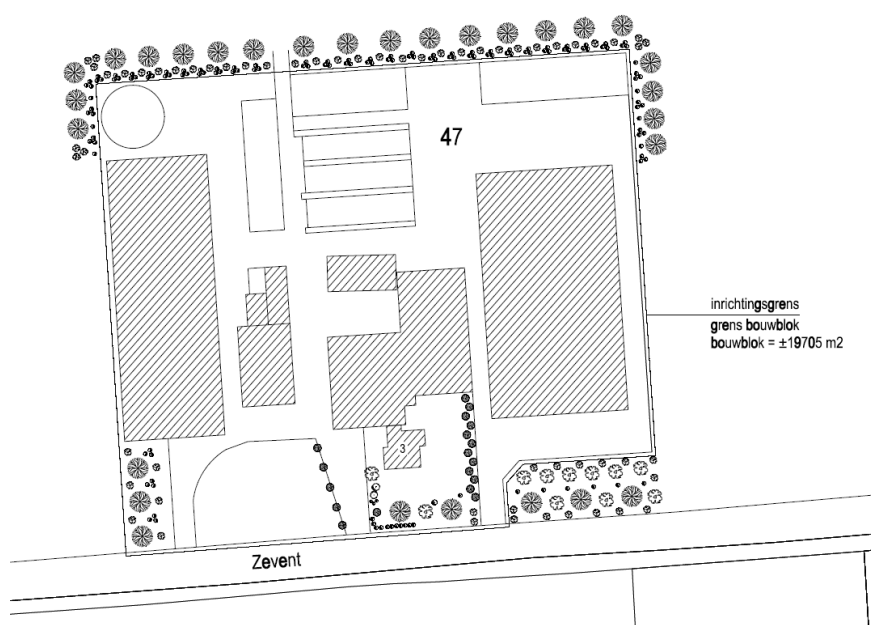 47
inrichtingsgrens
grens bouwblok
bouwblok = ±19705 m2
3
Zevent